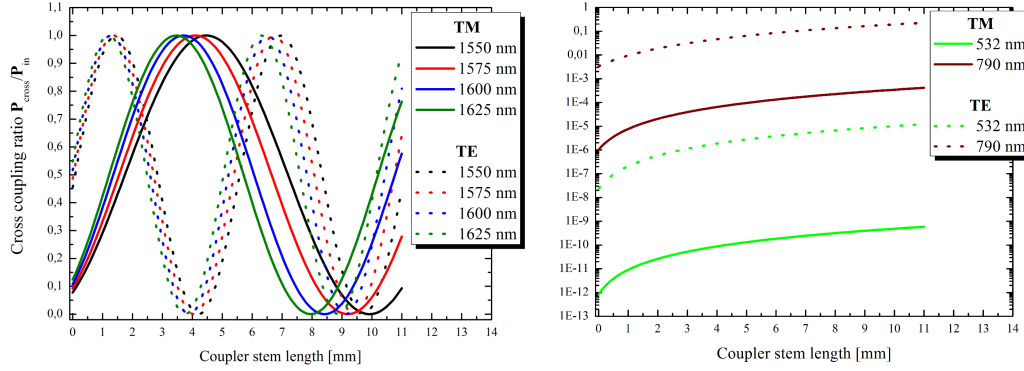 Cross coupling ratio P_cross/P_in
1,1
1,0
0,9
0,8
0,7
0,6
0,5
0,4
0,3
0,2
0,1
0,0
0 1 2 3 4 5 6 7 8 9 10 11 12 13 14
Coupler stem length [mm]
TM
1550 nm
1575 nm
1600 nm
1625 nm
TE
1550 nm
1575 nm
1600 nm
1625 nm
1
0,1
0,01
1E-3
1E-4
1E-5
1E-6
1E-7
1E-8
1E-9
1E-10
1E-11
1E-12
1E-13
0 1 2 3 4 5 6 7 8 9 10 11 12 13 14
Coupler stem length [mm]
TM
532 nm
790 nm
TE
532 nm
790 nm